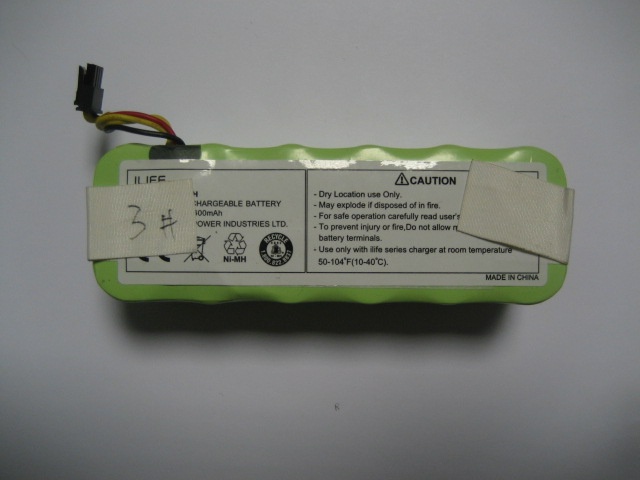 ILIFE
3#
CHARGEABLE BATTERY
POWER INDUSTRIES LTD.
Ni-MH
RECYCLE
CAUTION
- Dry Location use Only.
- May explode if disposed of in fire.
- For safe operation carefully read user's
- To prevent injury or fire,Do not allow
battery terminals.
- Use only with ilife series charger at room temperature
50-104°F(10-40°C).
MADE IN CHINA
8